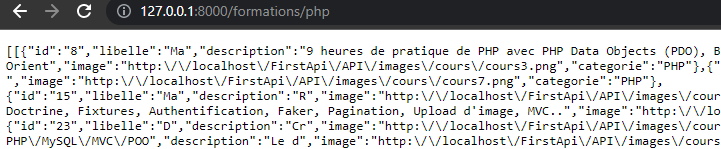 127.0.0.1:8000/formations/php
[[{"id":"8","libelle":"Ma","description":"9 heures de pratique de PHP avec PHP Data Objects (PDO), B
Orient","image":"http:\/\/localhost\/FirstApi\/API\/images\/cours\/cours3.png","categorie":"PHP"},{"
","image":"http:\/\/localhost\/FirstApi\/API\/images\/cours\/cours7.png","categorie":"PHP"},
{"id":"15","libelle":"Ma","description":"R","image":"http:\/\/localhost\/FirstApi\/API\/images\/cour
Doctrine, Fixtures, Authentification, Faker, Pagination, Upload d'image, MVC..","image":"http:\/\/lo
{"id":"23","libelle":"D","description":"Cr","image":"http:\/\/localhost\/FirstApi\/API\/images\/cours
PHP\/MySQL\/MVC\/POO","description":"Le d","image":"http:\/\/localhost\/FirstApi\/API\/images\/cours